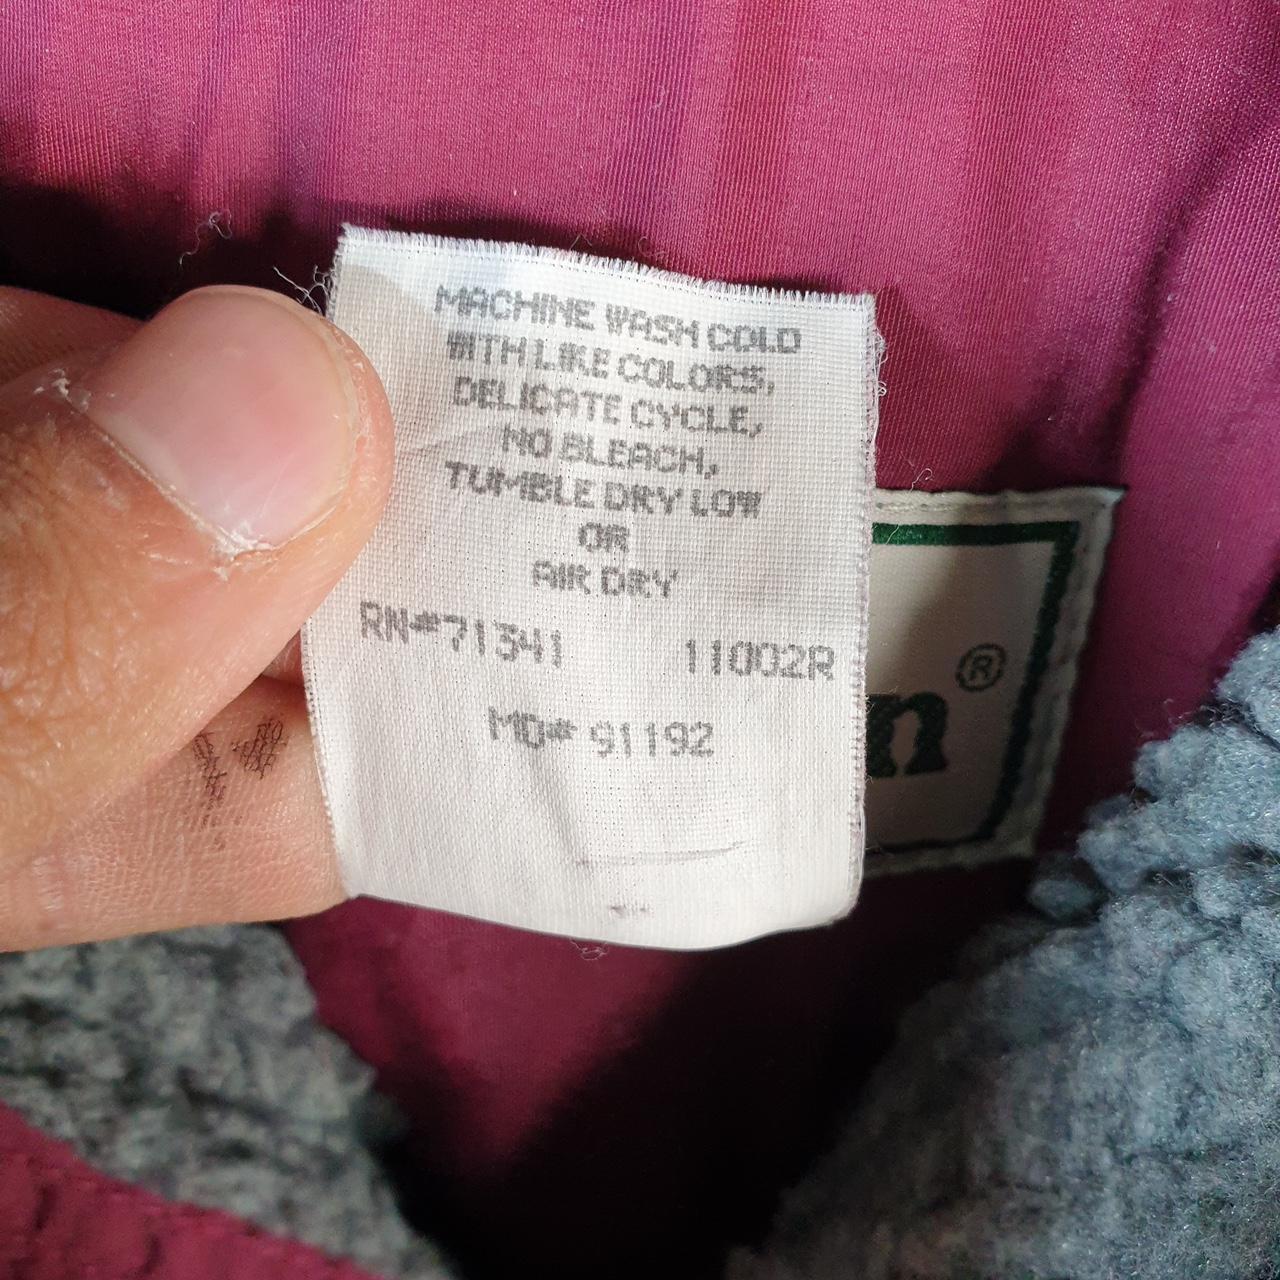 MACHINE WASH COLD
WITH LIKE COLORS,
DELICATE CYCLE,
NO BLEACH,
TUMBLE DRY LOW
OR
AIR DRY
RN#71341 11002R
MO# 91192
n®